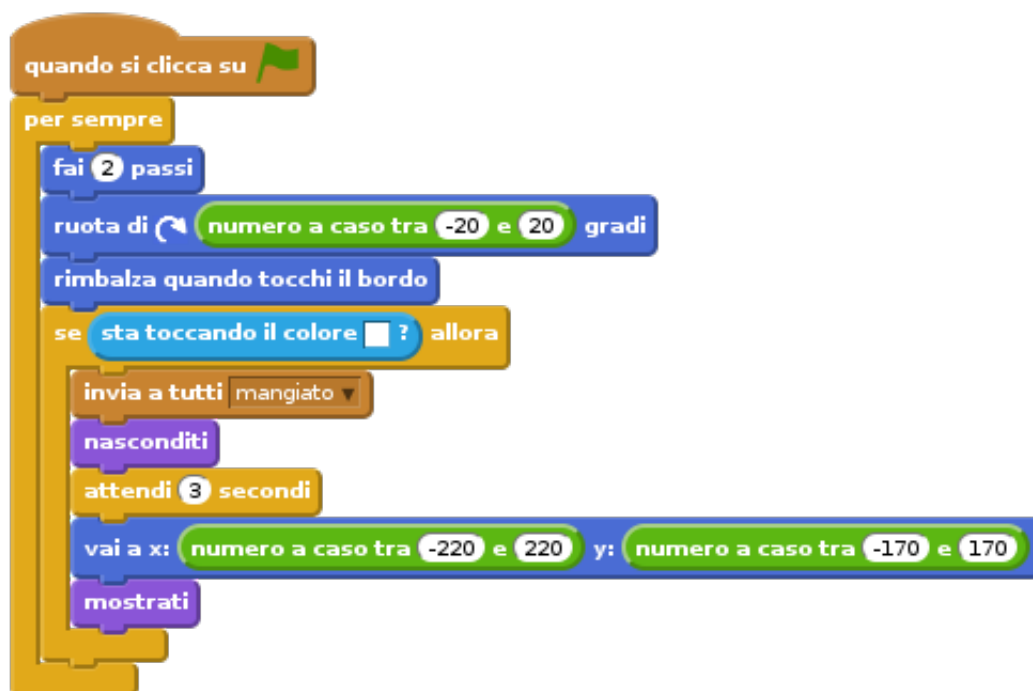 quando si clicca su
per sempre
fai 2 passi
ruota di numero a caso tra -20 e 20 gradi
rimbalza quando tocchi il bordo
se sta toccando il colore ? allora
invia a tutti mangiato
nasconditi
attendi 3 secondi
vai a x: numero a caso tra -220 e 220 y: numero a caso tra -170 e 170
mostrati